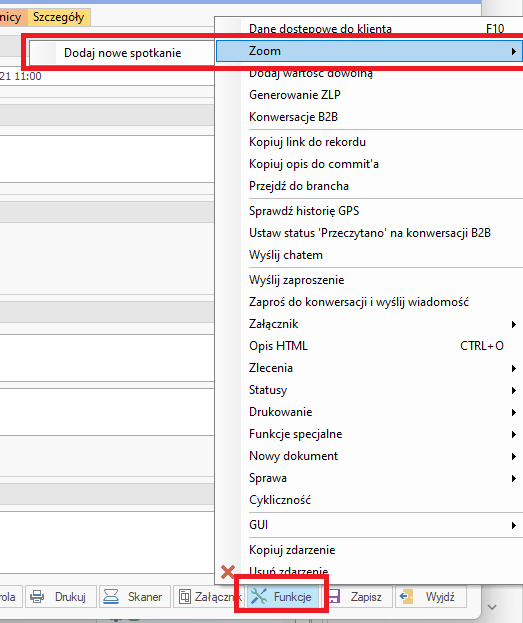 nicy Szczegóły
Dane dostępowe do klienta F10
Dodaj nowe spotkanie Zoom
21 11:00
Dodaj wartość dowolną
Generowanie ZLP
Konwersacje B2B
Kopiuj link do rekordu
Kopiuj opis do commit'a
Przejdź do brancha
Sprawdź historię GPS
Ustaw status 'Przeczytano' na konwersacji B2B
Wyślij chatem
Wyślij zaproszenie
Zaproś do konwersacji i wyślij wiadomość
Załącznik
Opis HTML CTRL+O
Zlecenia
Statusy
Drukowanie
Funkcje specjalne
Nowy dokument
Sprawa
Cykliczność
GUI
Kopiuj zdarzenie
Usuń zdarzenie
rola Drukuj Skaner Załącznik Funkcje Zapisz Wyjdź